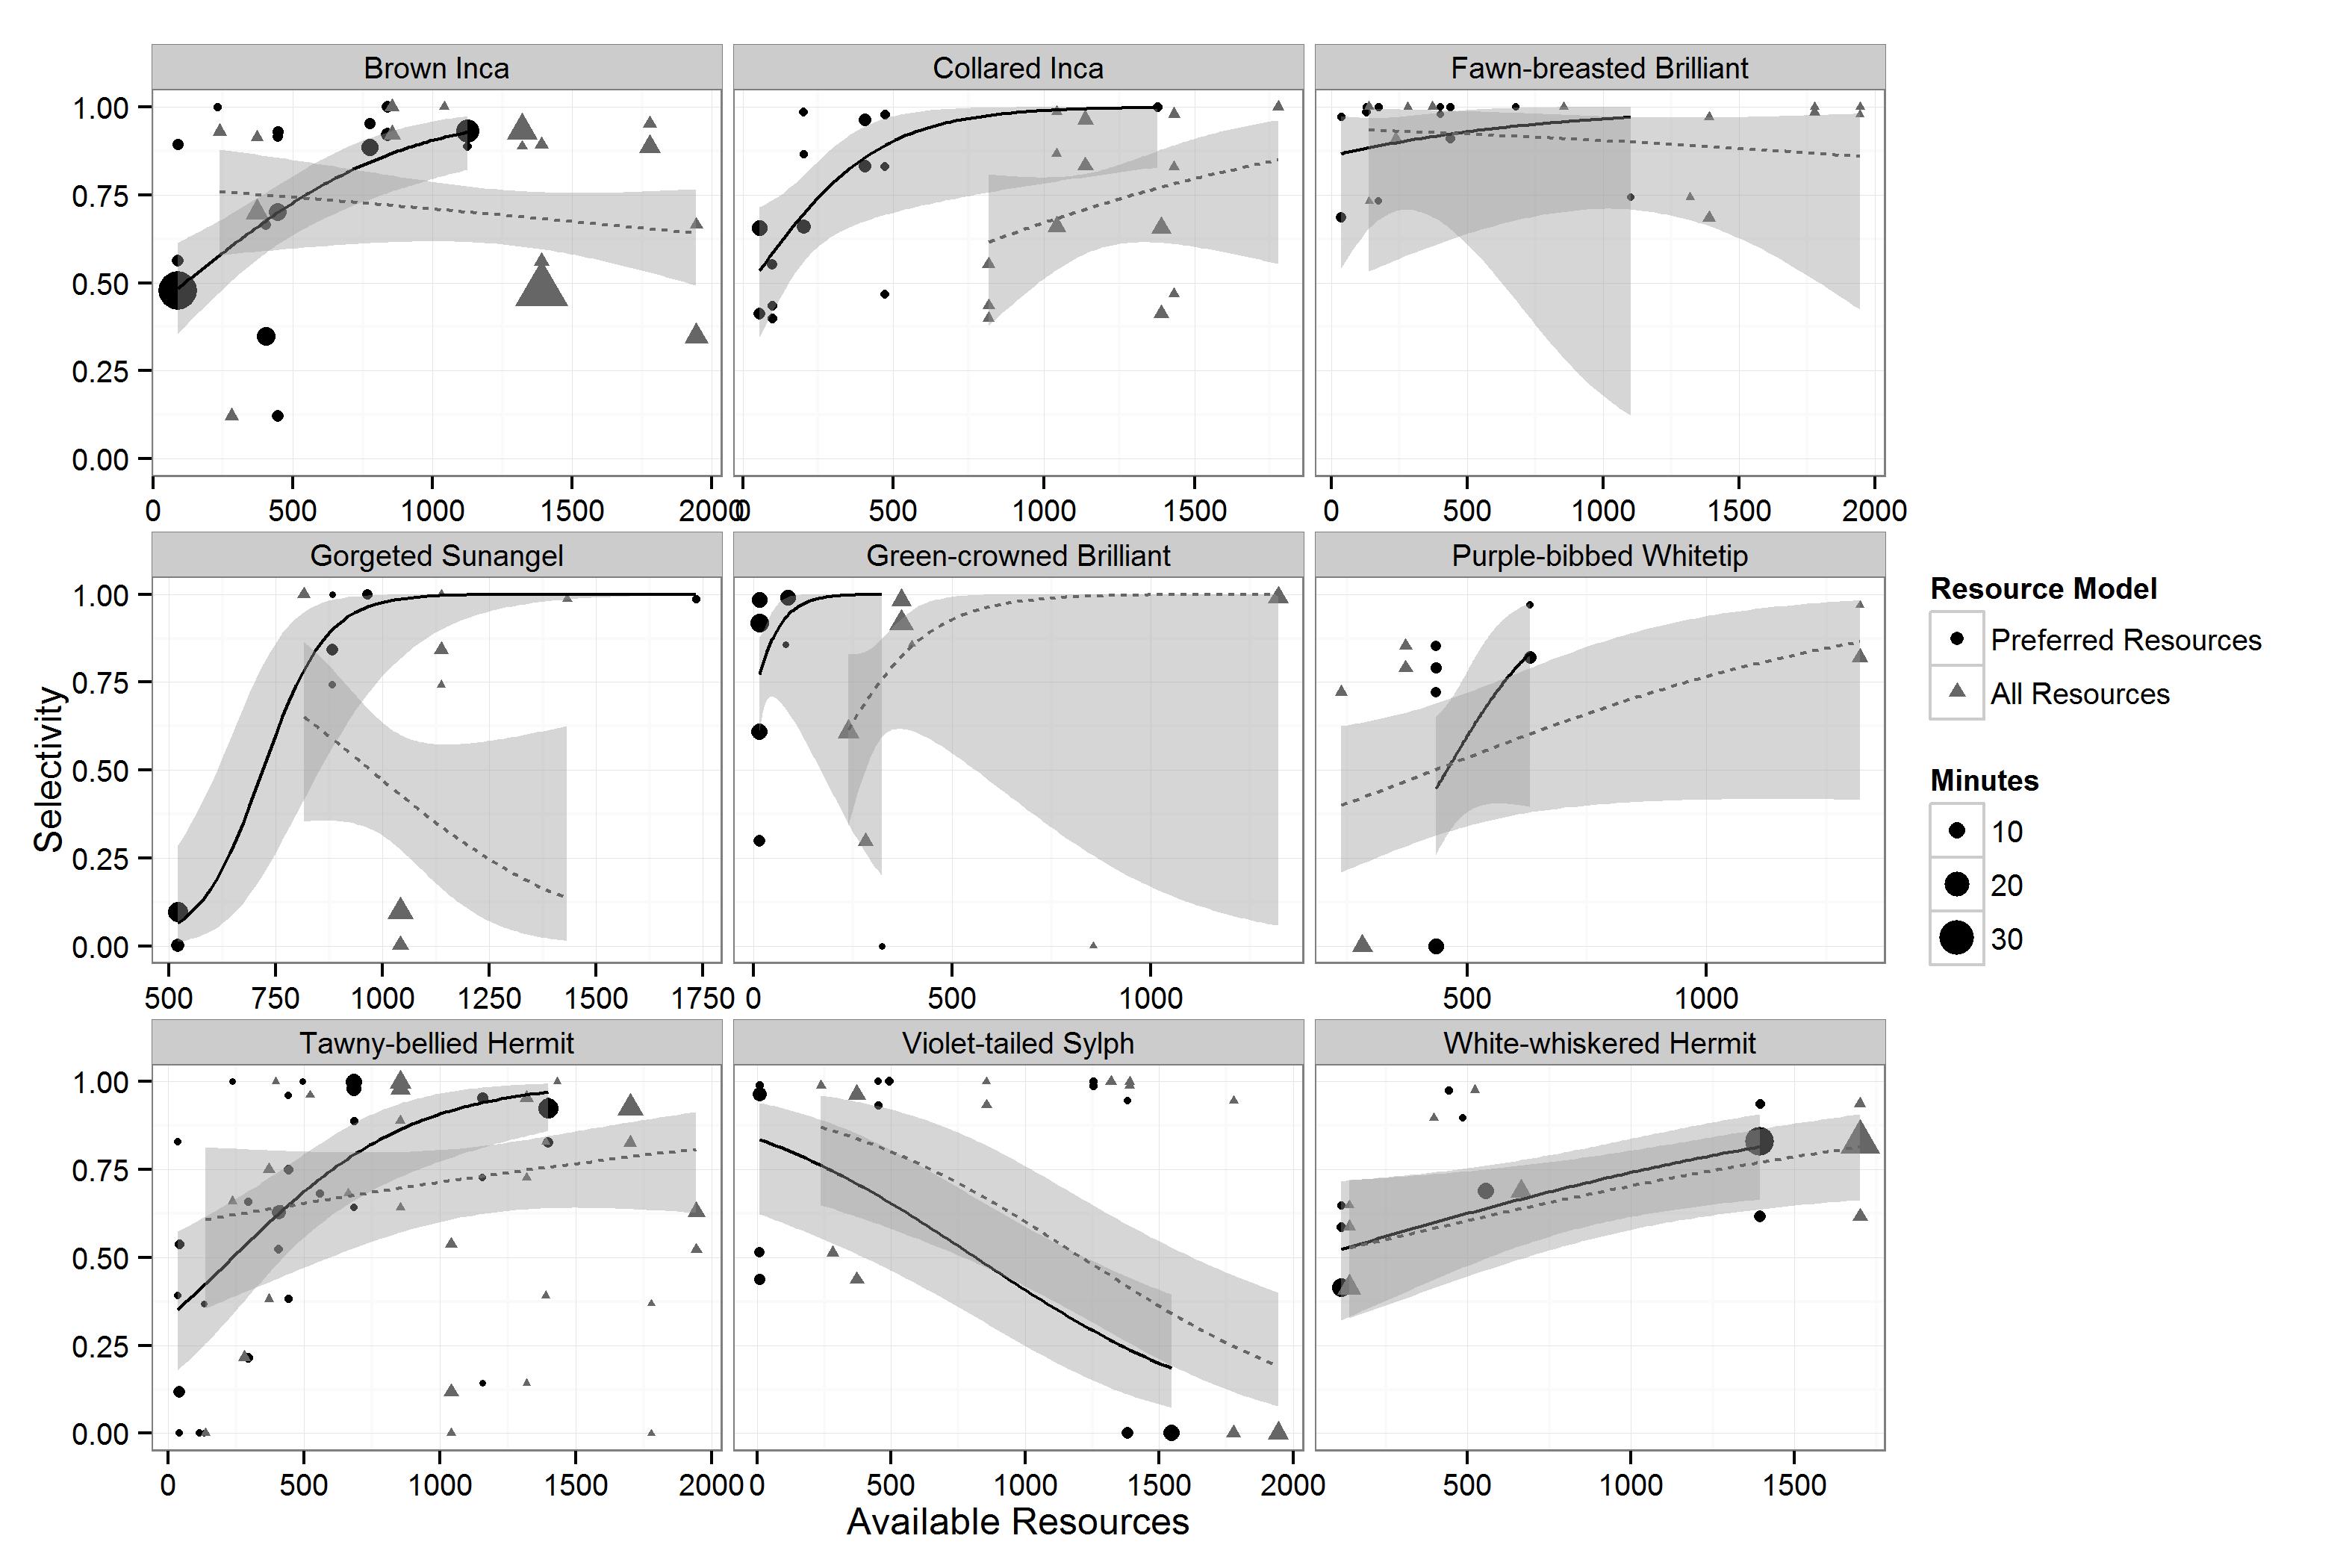 Brown Inca Collared Inca Fawn-breasted Brilliant
1.00
0.75
0.50
0.25
0.00
0 500 1000 1500 2000 0 500 1000 1500 0 500 1000 1500 2000
Gorgeted Sunangel Green-crowned Brilliant Purple-bibbed Whitetip
1.00
0.75
0.50
0.25
0.00
500 750 1000 1250 1500 1750 0 500 1000 500 1000
Tawny-bellied Hermit Violet-tailed Sylph White-whiskered Hermit
1.00
0.75
0.50
0.25
0.00
0 500 1000 1500 2000 0 500 1000 1500 2000 500 1000 1500
Selectivity
Available Resources
Resource Model
Preferred Resources
All Resources
Minutes
10
20
30